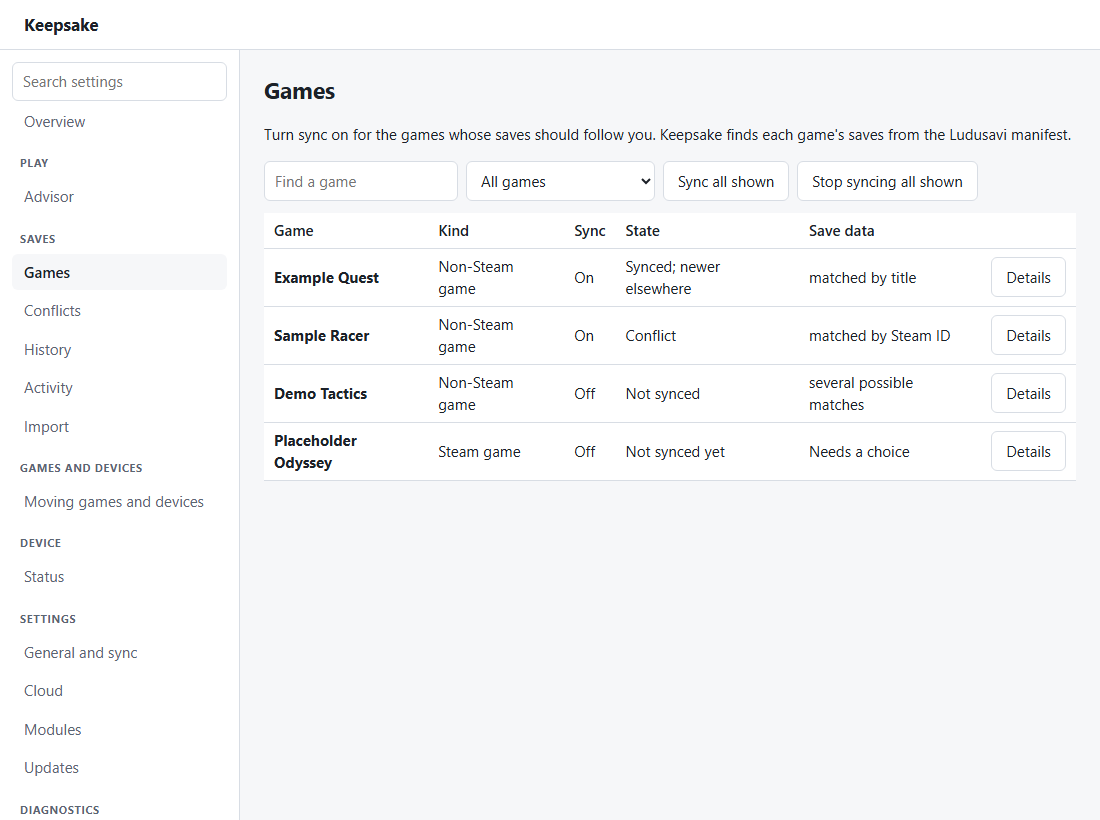 Keepsake
Search settings
Overview
PLAY
Advisor
SAVES
Games
Conflicts
History
Activity
Import
GAMES AND DEVICES
Moving games and devices
DEVICE
Status
SETTINGS
General and sync
Cloud
Modules
Updates
DIAGNOSTICS
Games
Turn sync on for the games whose saves should follow you. Keepsake finds each game's saves from the Ludusavi manifest.
Find a game All games Sync all shown Stop syncing all shown
Game Kind Sync State Save data
Example Quest Non-Steam game On Synced; newer elsewhere matched by title Details
Sample Racer Non-Steam game On Conflict matched by Steam ID Details
Demo Tactics Non-Steam game Off Not synced several possible matches Details
Placeholder Odyssey Steam game Off Not synced yet Needs a choice Details